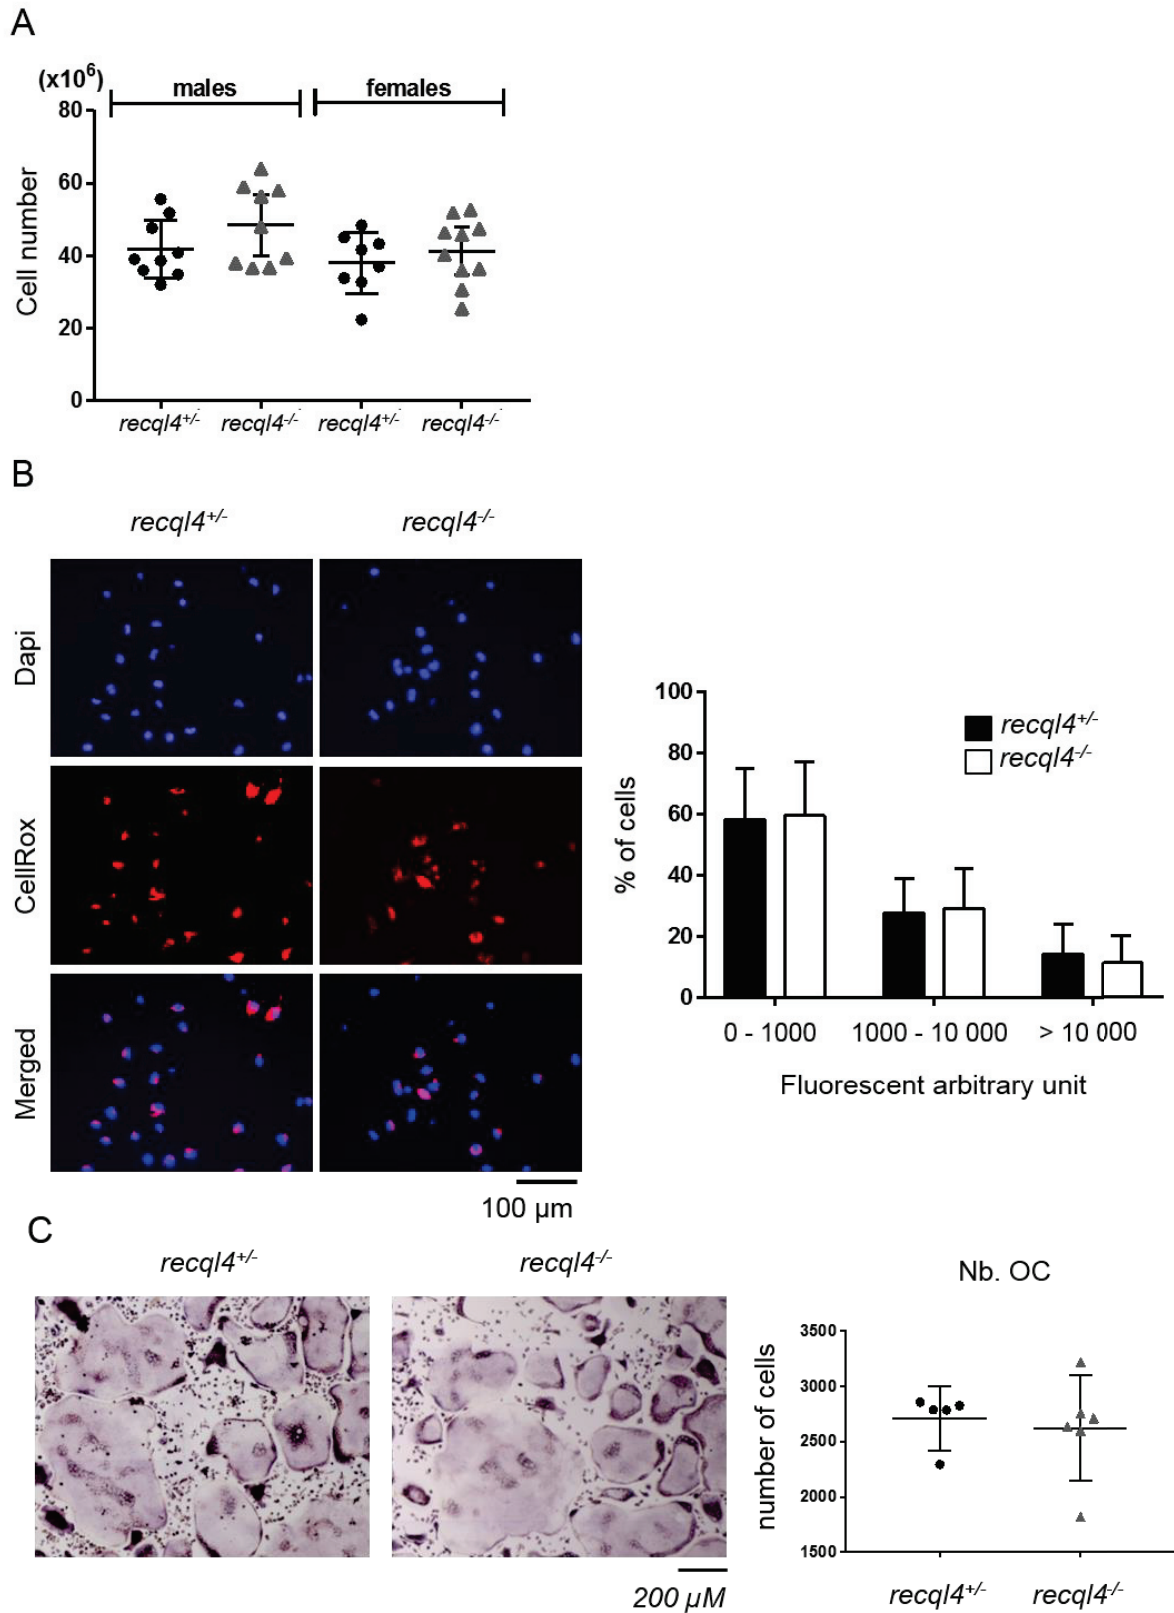 A
(x10⁶)
males females
80
60
40
20
0
Cell number
recql4+/- recql4-/- recql4+/- recql4-/-
B
recql4+/- recql4-/-
Dapi
CellRox
Merged
100 µm
100
80
60
40
20
0
% of cells
recql4+/-
recql4-/-
0 - 1000 1000 - 10 000 > 10 000
Fluorescent arbitrary unit
C
recql4+/- recql4-/-
200 µM
Nb. OC
3500
3000
2500
2000
1500
number of cells
recql4+/- recql4-/-